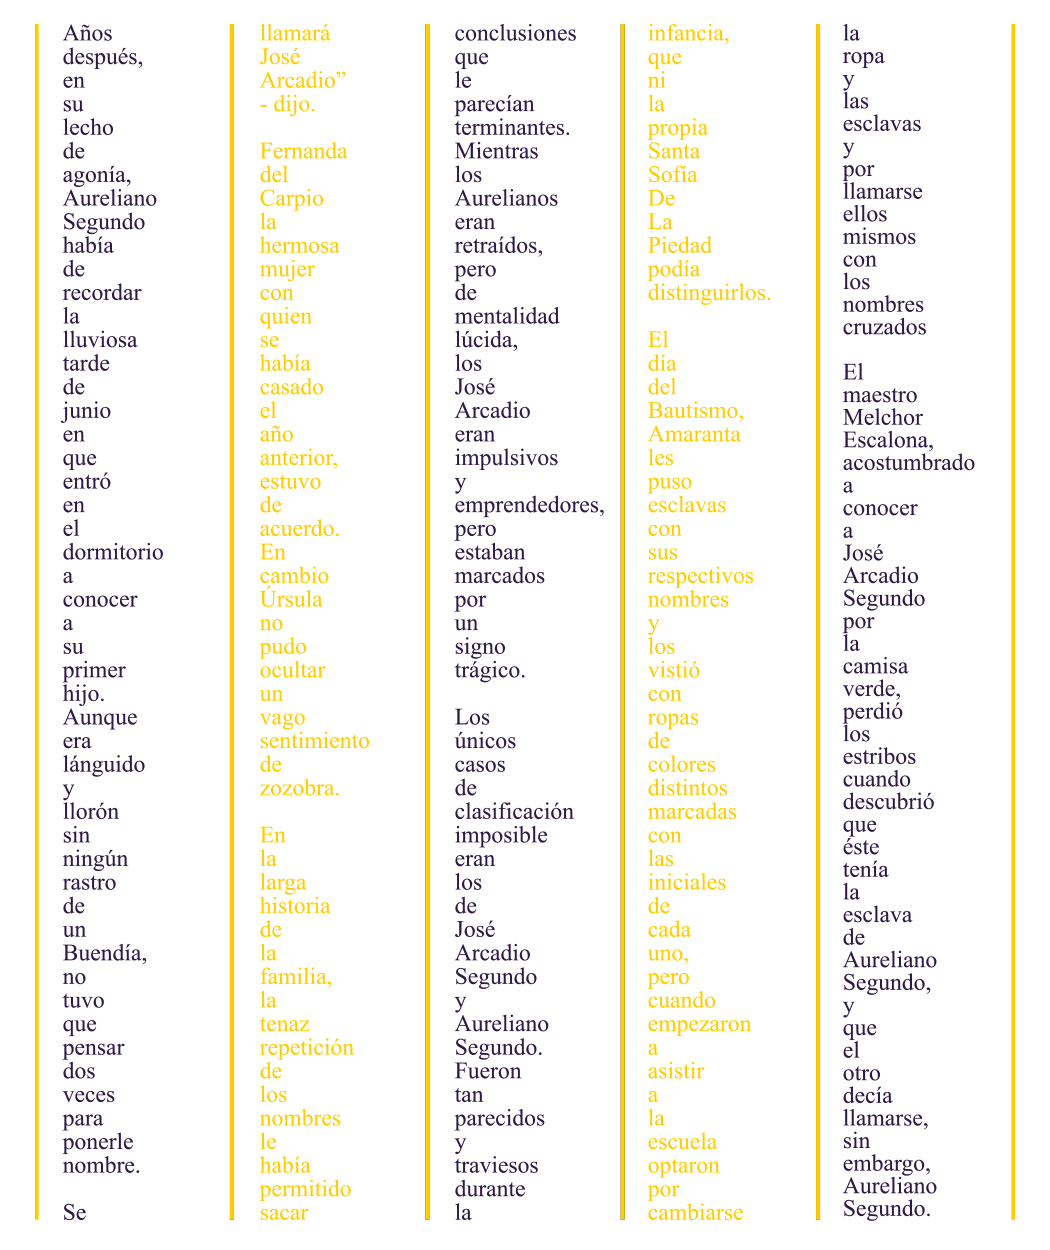 Años
después,
en
su
lecho
de
agonía,
Aureliano
Segundo
había
de
recordar
la
lluviosa
tarde
de
junio
en
que
entró
en
el
dormitorio
a
conocer
a
su
primer
hijo.
Aunque
era
lánguido
y
llorón
sin
ningún
rastro
de
un
Buendía,
no
tuvo
que
pensar
dos
veces
para
ponerle
nombre.
Se
llamará
José
Arcadio”
- dijo.
Fernanda
del
Carpio
la
hermosa
mujer
con
quien
se
había
casado
el
año
anterior,
estuvo
de
acuerdo.
En
cambio
Úrsula
no
pudo
ocultar
un
vago
sentimiento
de
zozobra.
En
la
larga
historia
de
la
familia,
la
tenaz
repetición
de
los
nombres
le
había
permitido
sacar
conclusiones
que
le
parecían
terminantes.
Mientras
los
Aurelianos
eran
retraídos,
pero
de
mentalidad
lúcida,
los
José
Arcadio
eran
impulsivos
y
emprendedores,
pero
estaban
marcados
por
un
signo
trágico.
Los
únicos
casos
de
clasificación
imposible
eran
los
de
José
Arcadio
Segundo
y
Aureliano
Segundo.
Fueron
tan
parecidos
y
traviesos
durante
la
infancia,
que
ni
la
propia
Santa
Sofía
De
La
Piedad
podía
distinguirlos.
El
día
del
Bautismo,
Amaranta
les
puso
esclavas
con
sus
respectivos
nombres
y
los
vistió
con
ropas
de
colores
distintos
marcadas
con
las
iniciales
de
cada
uno,
pero
cuando
empezaron
a
asistir
a
la
escuela
optaron
por
cambiarse
la
ropa
y
las
esclavas
y
por
llamarse
ellos
mismos
con
los
nombres
cruzados
El
maestro
Melchor
Escalona,
acostumbrado
a
conocer
a
José
Arcadio
Segundo
por
la
camisa
verde,
perdió
los
estribos
cuando
descubrió
que
éste
tenía
la
esclava
de
Aureliano
Segundo,
y
que
el
otro
decía
llamarse,
sin
embargo,
Aureliano
Segundo.